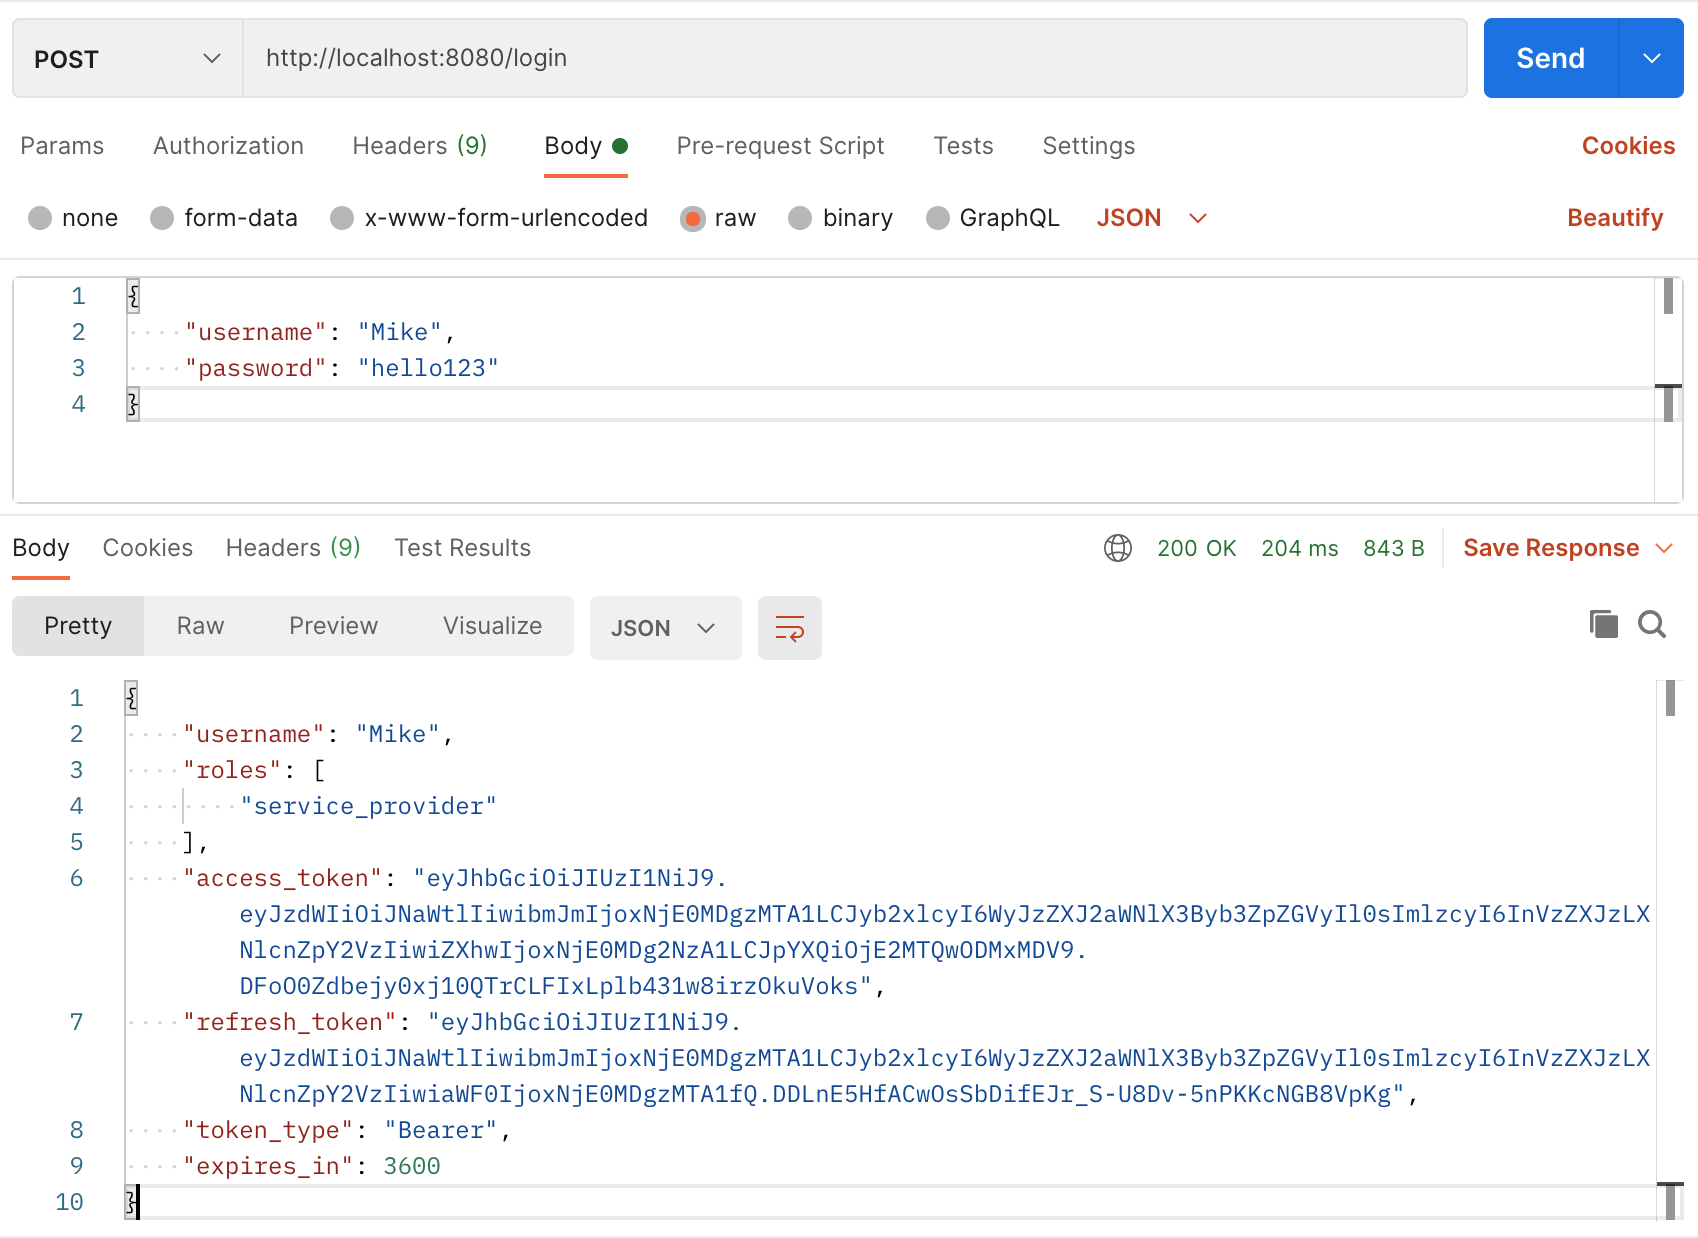 POST http://localhost:8080/login Send
Params Authorization Headers (9) Body Pre-request Script Tests Settings Cookies
none form-data x-www-form-urlencoded raw binary GraphQL JSON Beautify
1 {
2 "username": "Mike",
3 "password": "hello123"
4 }
Body Cookies Headers (9) Test Results 200 OK 204 ms 843 B Save Response
Pretty Raw Preview Visualize JSON
1 {
2 "username": "Mike",
3 "roles": [
4 "service_provider"
5 ],
6 "access_token": "eyJhbGciOiJIUzI1NiJ9.
eyJzdWIiOiJNaWtlIiwibmJmIjoxNjE0MDgzMTA1LCJyb2xlcyI6WyJzZXJ2aWNlX3Byb3ZpZGVyIl0sImlzcyI6InVzZXJzLX
NlcnZpY2VzIiwiZXhwIjoxNjE0MDg2NzA1LCJpYXQiOjE2MTQwODMxMDV9.
DFoO0Zdbejy0xj10QTrCLFIxLplb431w8irzOkuVoks",
7 "refresh_token": "eyJhbGciOiJIUzI1NiJ9.
eyJzdWIiOiJNaWtlIiwibmJmIjoxNjE0MDgzMTA1LCJyb2xlcyI6WyJzZXJ2aWNlX3Byb3ZpZGVyIl0sImlzcyI6InVzZXJzLX
NlcnZpY2VzIiwiaWF0IjoxNjE0MDgzMTA1fQ.DDLnE5HfACwOsSbDifEJr_S-U8Dv-5nPKKcNGB8VpKg",
8 "token_type": "Bearer",
9 "expires_in": 3600
10 }